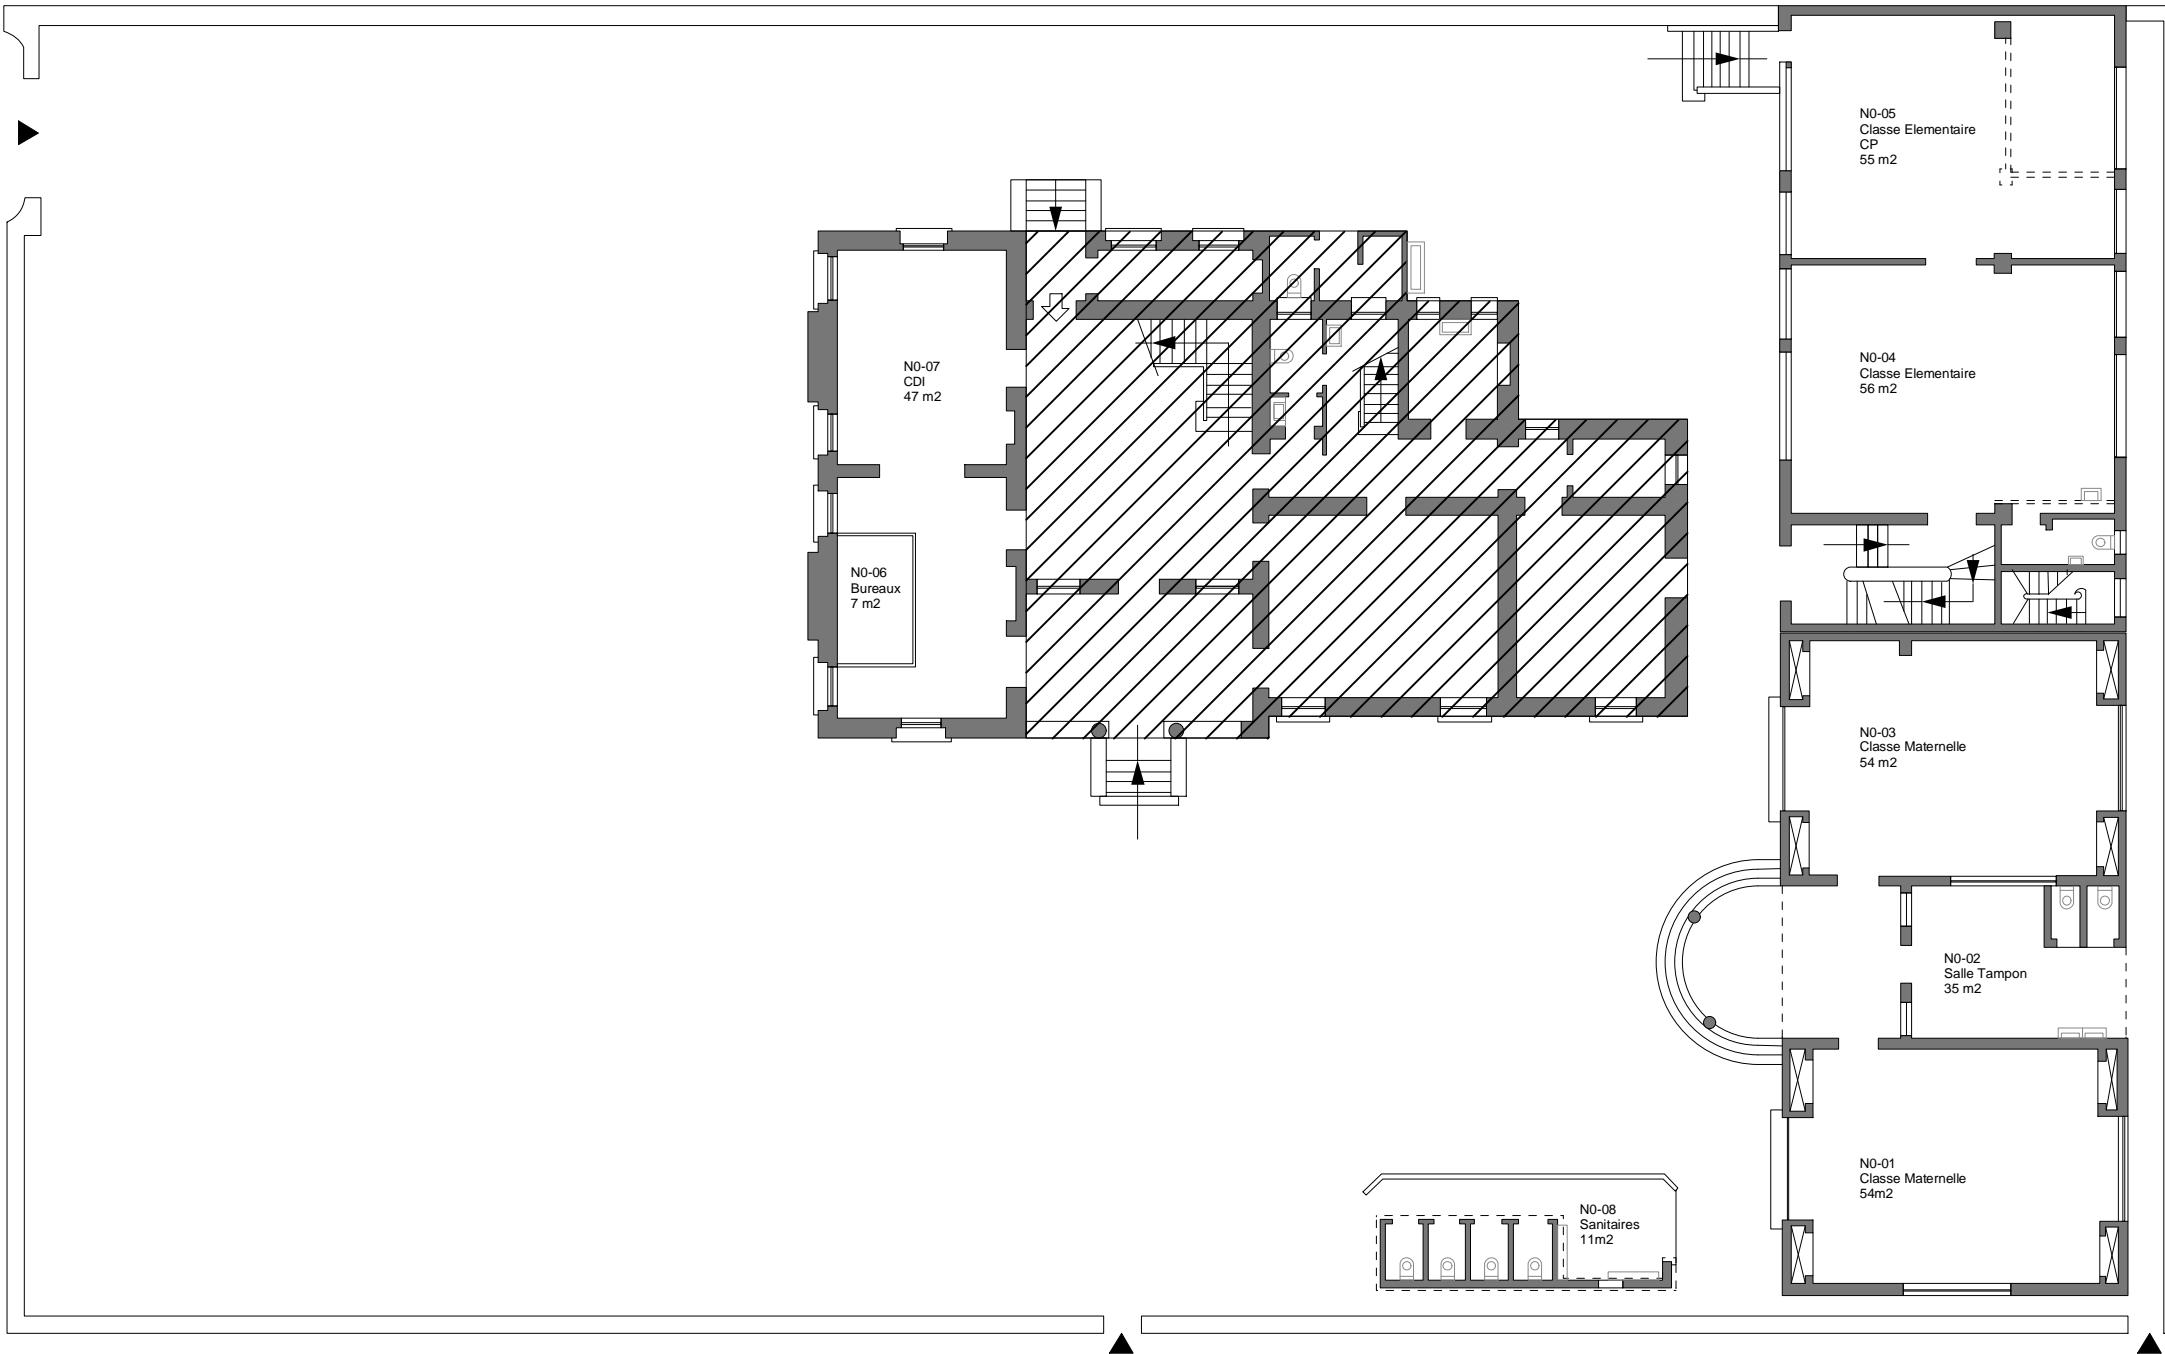 N0-05
Classe Elementaire
CP
55 m2
N0-04
Classe Elementaire
56 m2
N0-07
CDI
47 m2
N0-06
Bureaux
7 m2
N0-03
Classe Maternelle
54 m2
N0-02
Salle Tampon
35 m2
N0-01
Classe Maternelle
54m2
N0-08
Sanitaires
11m2